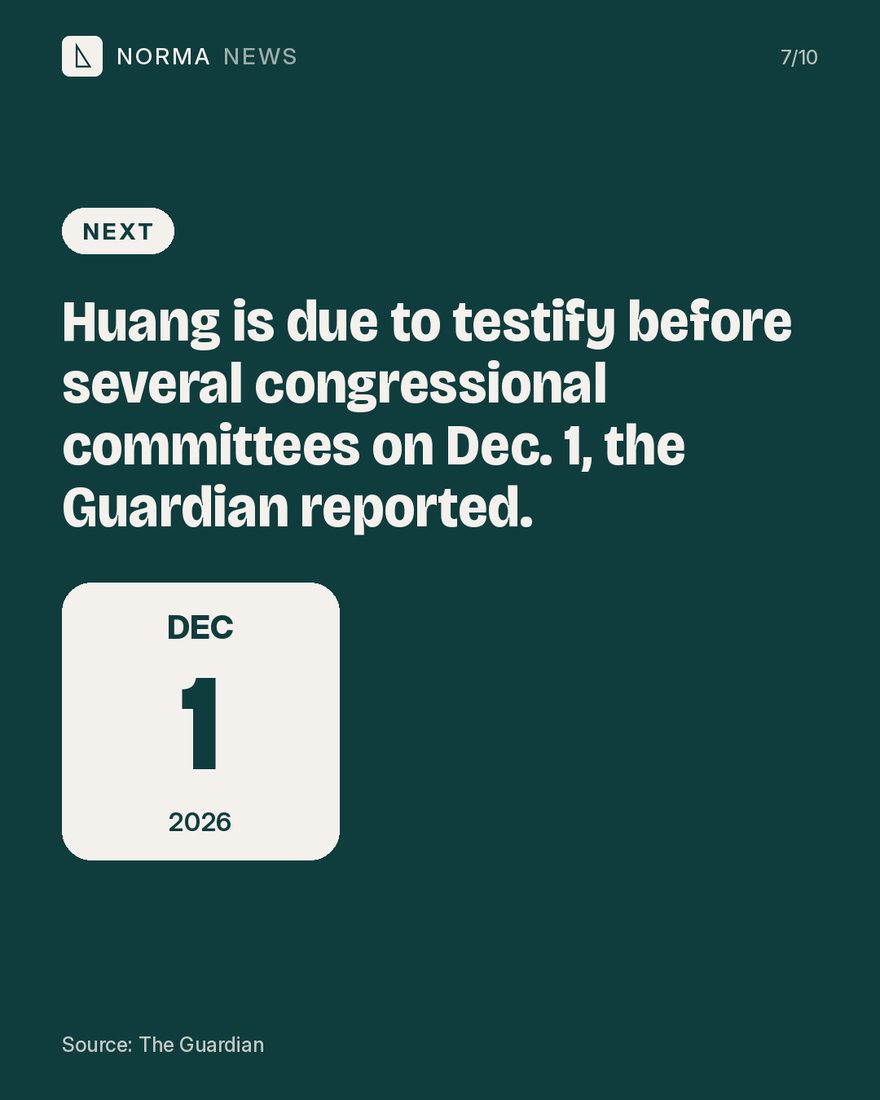 NORMA NEWS
7/10
NEXT
Huang is due to testify before
several congressional
committees on Dec. 1, the
Guardian reported.
DEC
1
2026
Source: The Guardian